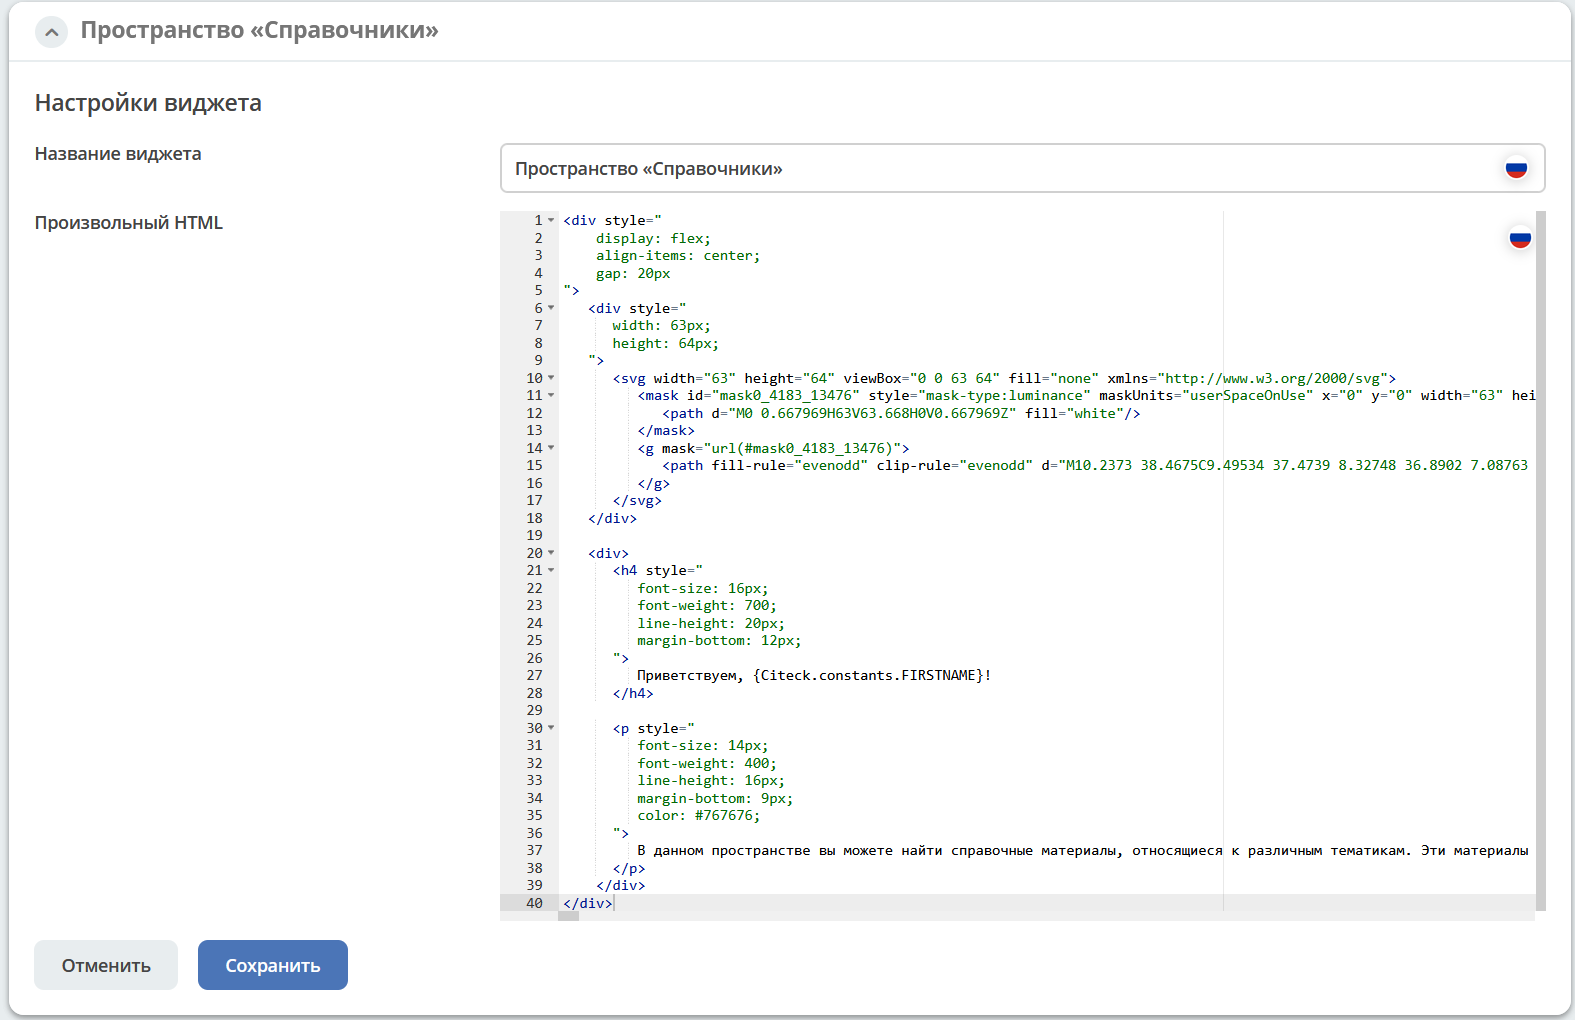 Пространство «Справочники»
Настройки виджета
Название виджета
Пространство «Справочники»
Произвольный HTML
1 <div style="
2     display: flex;
3     align-items: center;
4     gap: 20px
5 ">
6    <div style="
7       width: 63px;
8       height: 64px;
9    ">
10       <svg width="63" height="64" viewBox="0 0 63 64" fill="none" xmlns="http://www.w3.org/2000/svg">
11          <mask id="mask0_4183_13476" style="mask-type:luminance" maskUnits="userSpaceOnUse" x="0" y="0" width="63" hei
12             <path d="M0 0.667969H63V63.668H0V0.667969Z" fill="white"/>
13          </mask>
14          <g mask="url(#mask0_4183_13476)">
15             <path fill-rule="evenodd" clip-rule="evenodd" d="M10.2373 38.4675C9.49534 37.4739 8.32748 36.8902 7.08763
16          </g>
17       </svg>
18    </div>
19
20    <div>
21       <h4 style="
22          font-size: 16px;
23          font-weight: 700;
24          line-height: 20px;
25          margin-bottom: 12px;
26       ">
27          Приветствуем, {Citeck.constants.FIRSTNAME}!
28       </h4>
29
30       <p style="
31          font-size: 14px;
32          font-weight: 400;
33          line-height: 16px;
34          margin-bottom: 9px;
35          color: #767676;
36       ">
37          В данном пространстве вы можете найти справочные материалы, относящиеся к различным тематикам. Эти материалы
38       </p>
39     </div>
40 </div>
Отменить
Сохранить